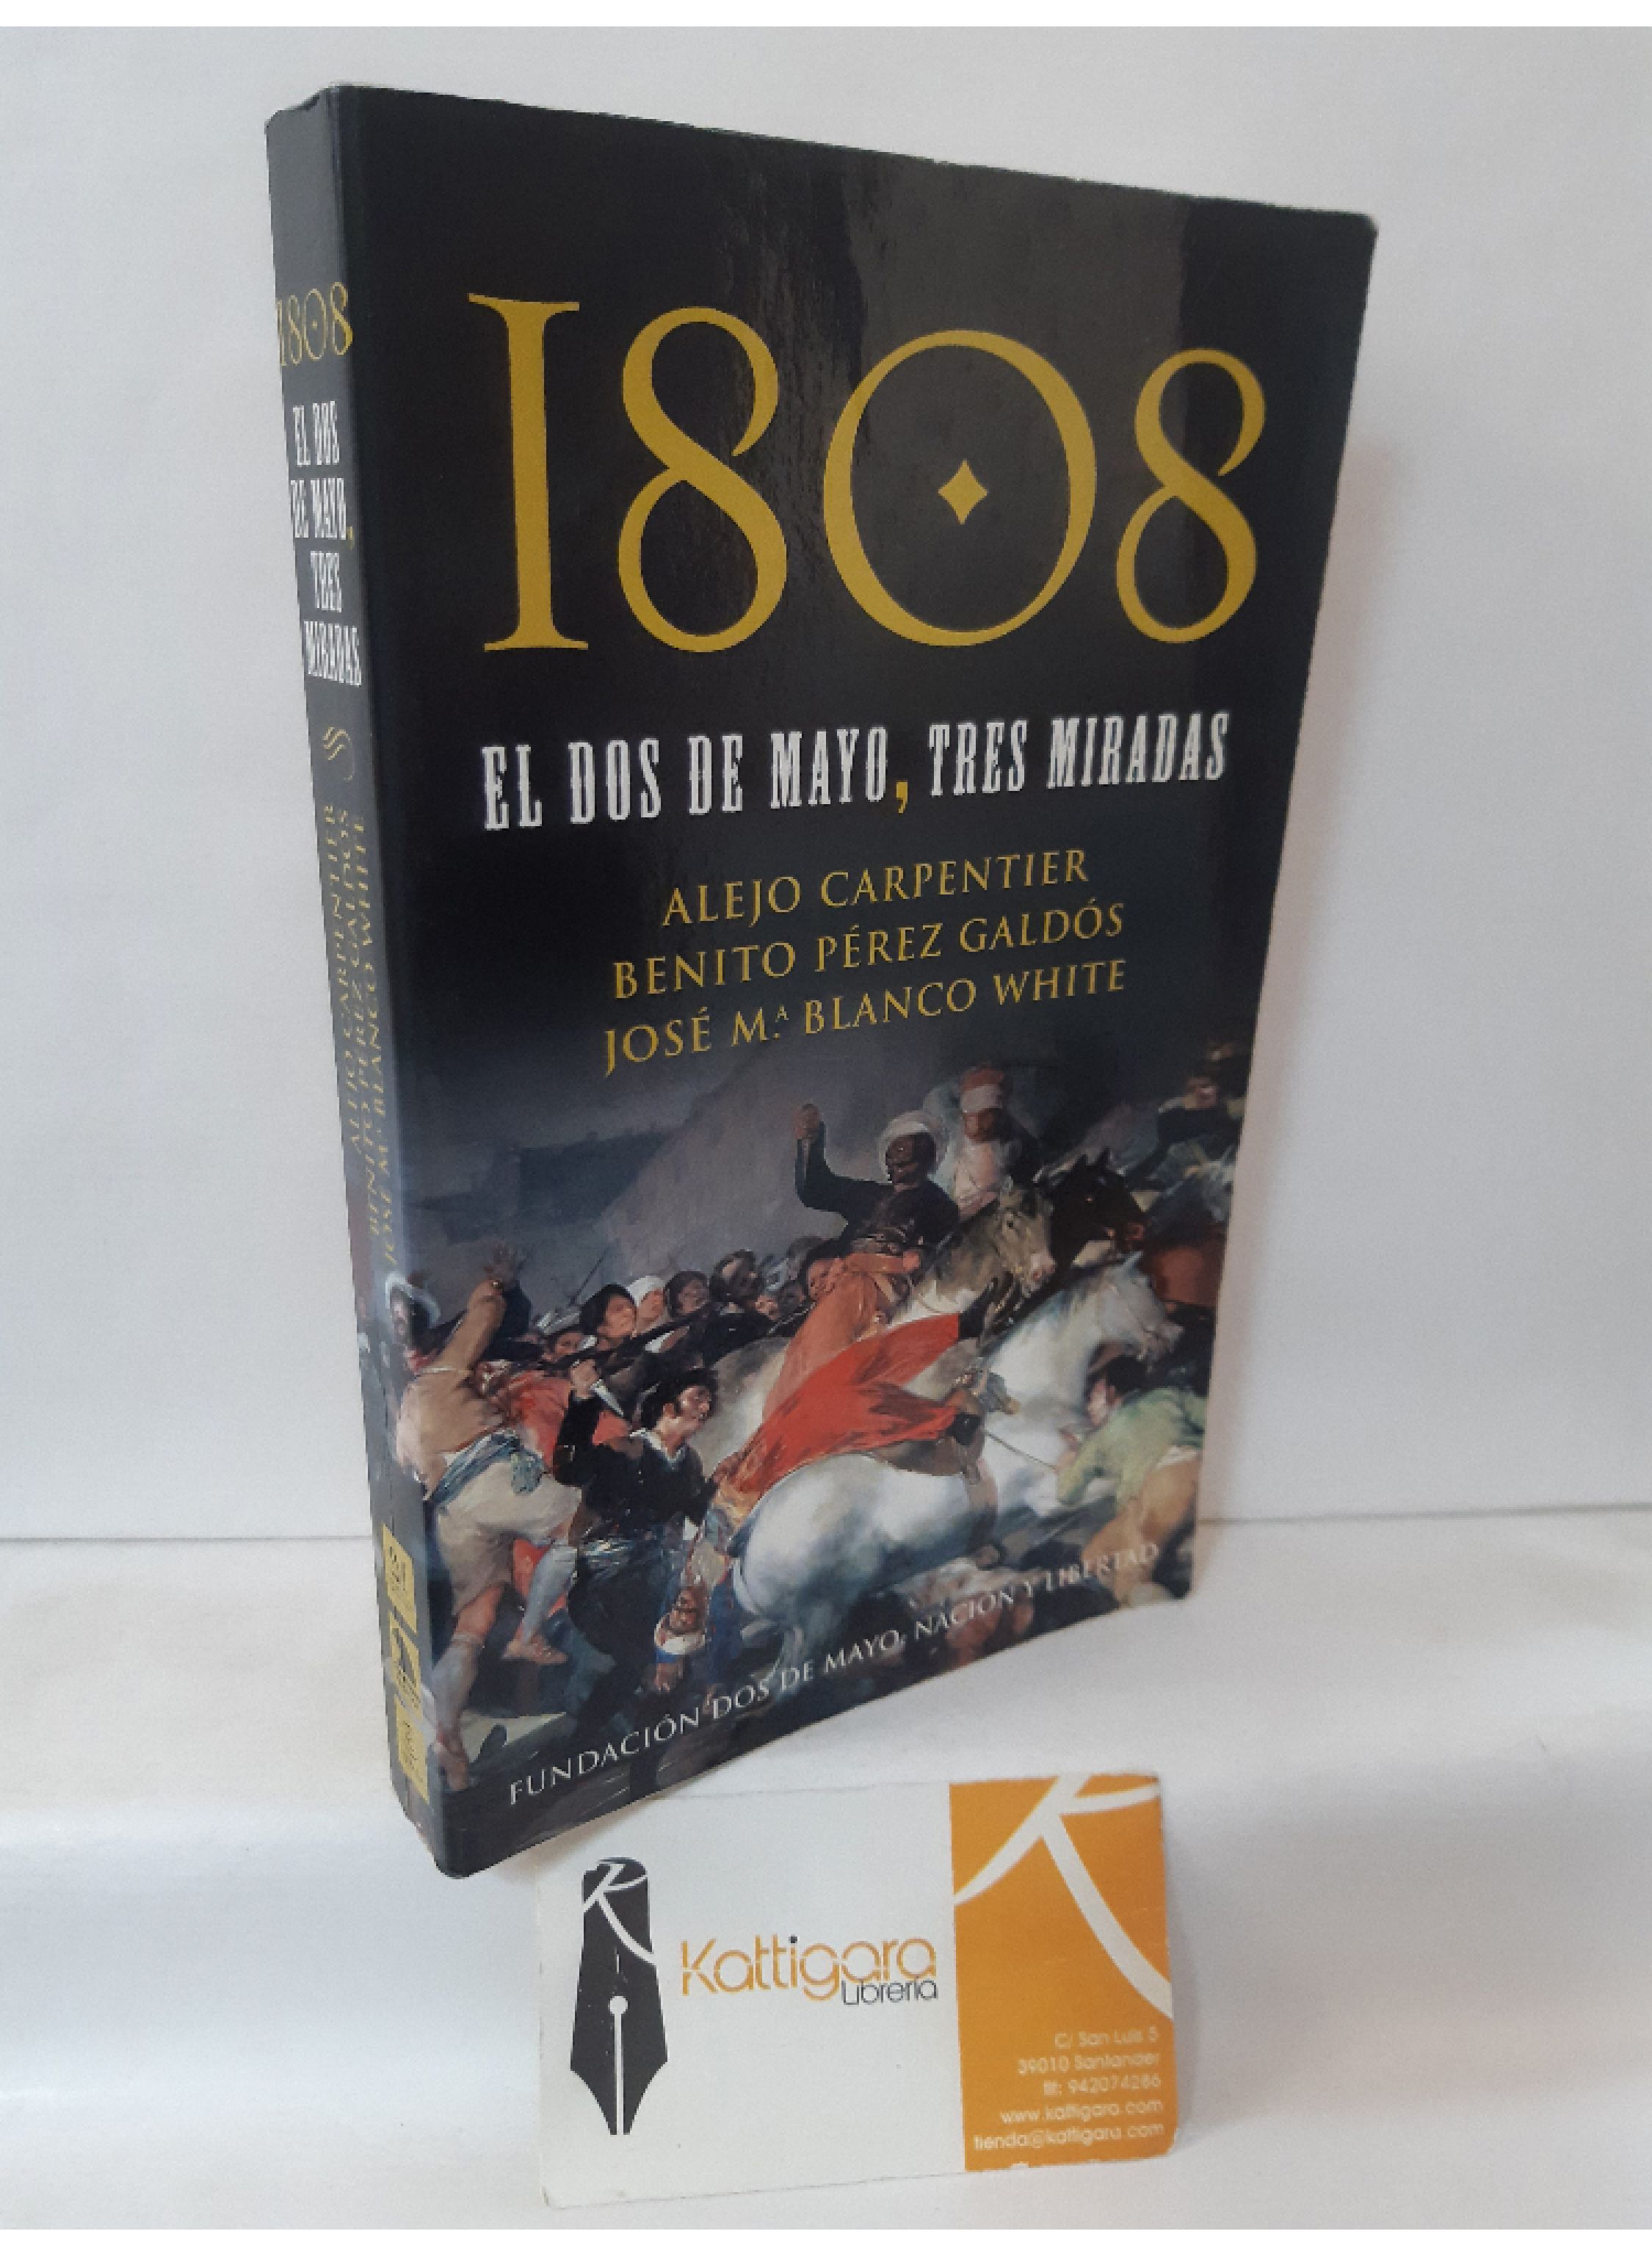 1808
EL DOS
DE MAYO,
TRES
MIRADAS
ALEJO CARPENTIER
BENITO PÉREZ GALDÓS
JOSÉ M.ª BLANCO WHITE
1808
EL DOS DE MAYO, TRES MIRADAS
ALEJO CARPENTIER
BENITO PÉREZ GALDÓS
JOSÉ M.ª BLANCO WHITE
FUNDACIÓN DOS DE MAYO, NACIÓN Y LIBERTAD
Kattigara
Librería
C/ San Luis 5
39010 Santander
tlf: 942074286
www.kattigara.com
tienda@kattigara.com